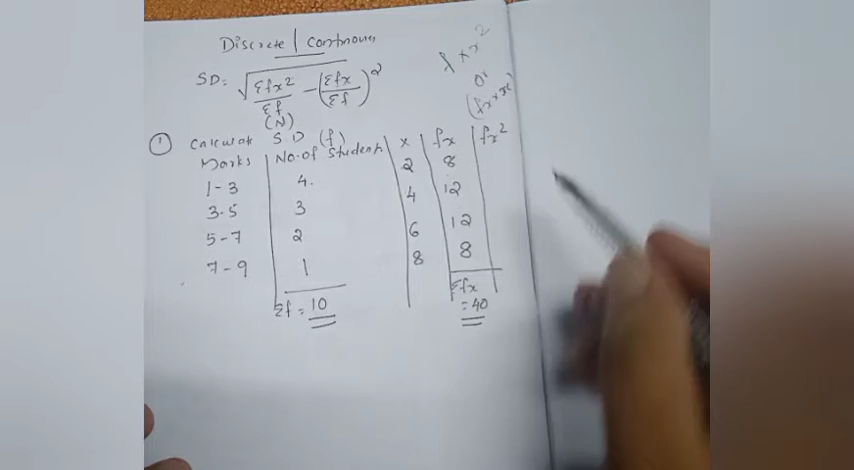 Discrete | Continous
SD = √ Σfx² / Σf (N) − (Σfx / Σf)²
f × x²
or
(fx × x)
① Calculate SD
Marks | No. of Students (f) | x | fx | fx²
1-3 | 4 | 2 | 8
3-5 | 3 | 4 | 12
5-7 | 2 | 6 | 12
7-9 | 1 | 8 | 8
Σf = 10 | Σfx = 40